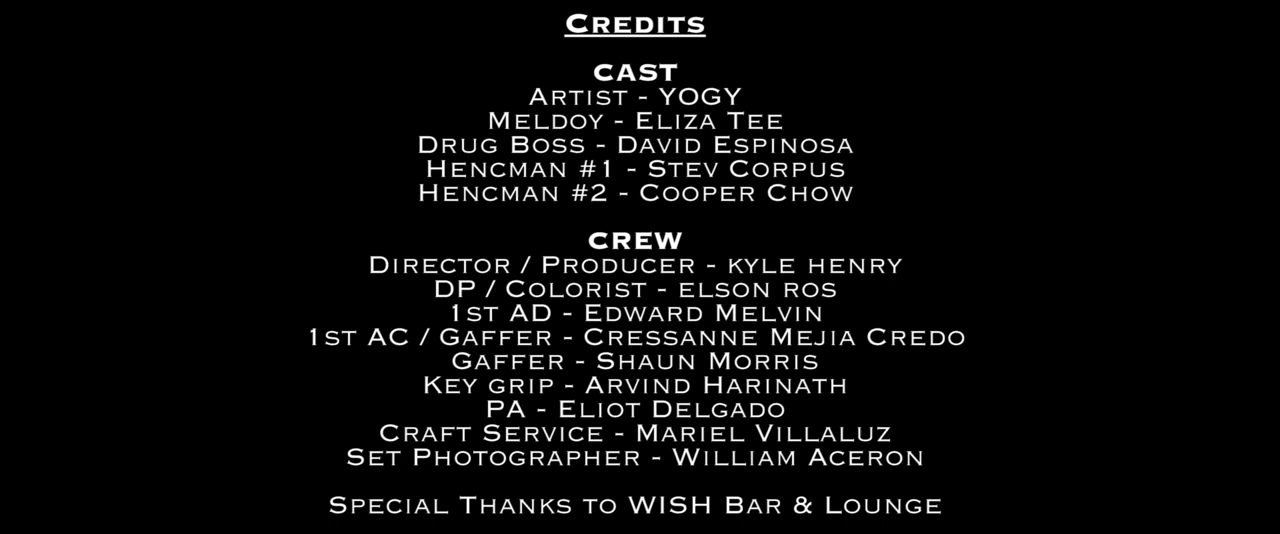 Credits
CAST
Artist - YOGY
Meldoy - Eliza Tee
Drug Boss - David Espinosa
Hencman #1 - Stev Corpus
Hencman #2 - Cooper Chow
CREW
Director / Producer - kyle henry
DP / Colorist - elson ros
1st AD - Edward Melvin
1st AC / Gaffer - Cressanne Mejia Credo
Gaffer - Shaun Morris
Key grip - Arvind Harinath
PA - Eliot Delgado
Craft Service - Mariel Villaluz
Set Photographer - William Aceron
Special Thanks to WISH Bar & Lounge